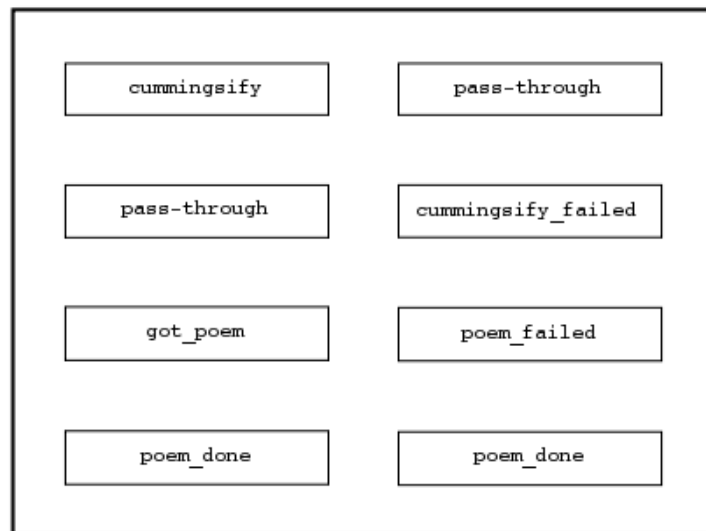 cummingsify
pass-through
pass-through
cummingsify_failed
got_poem
poem_failed
poem_done
poem_done